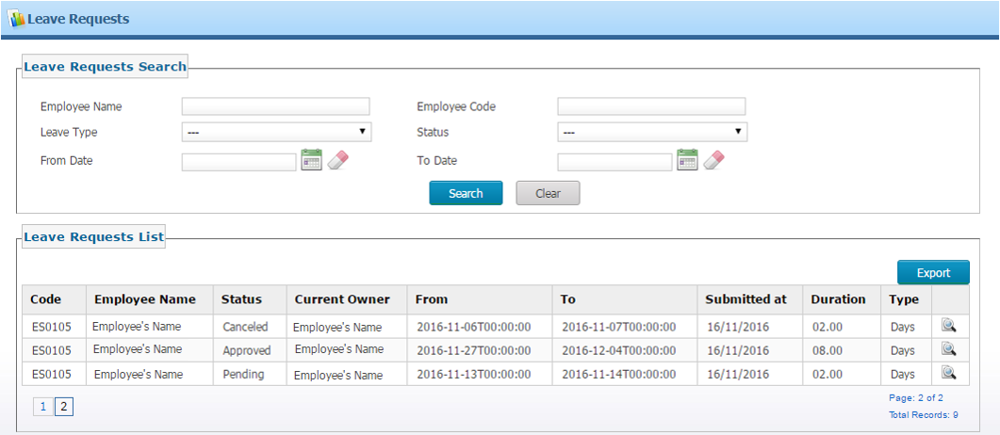 Leave Requests
Leave Requests Search
Employee Name Employee Code
Leave Type --- Status ---
From Date To Date
Search Clear
Leave Requests List
Export
Code Employee Name Status Current Owner From To Submitted at Duration Type
ES0105 Employee's Name Canceled Employee's Name 2016-11-06T00:00:00 2016-11-07T00:00:00 16/11/2016 02.00 Days
ES0105 Employee's Name Approved Employee's Name 2016-11-27T00:00:00 2016-12-04T00:00:00 16/11/2016 08.00 Days
ES0105 Employee's Name Pending Employee's Name 2016-11-13T00:00:00 2016-11-14T00:00:00 16/11/2016 02.00 Days
1 2 Page: 2 of 2
Total Records: 9